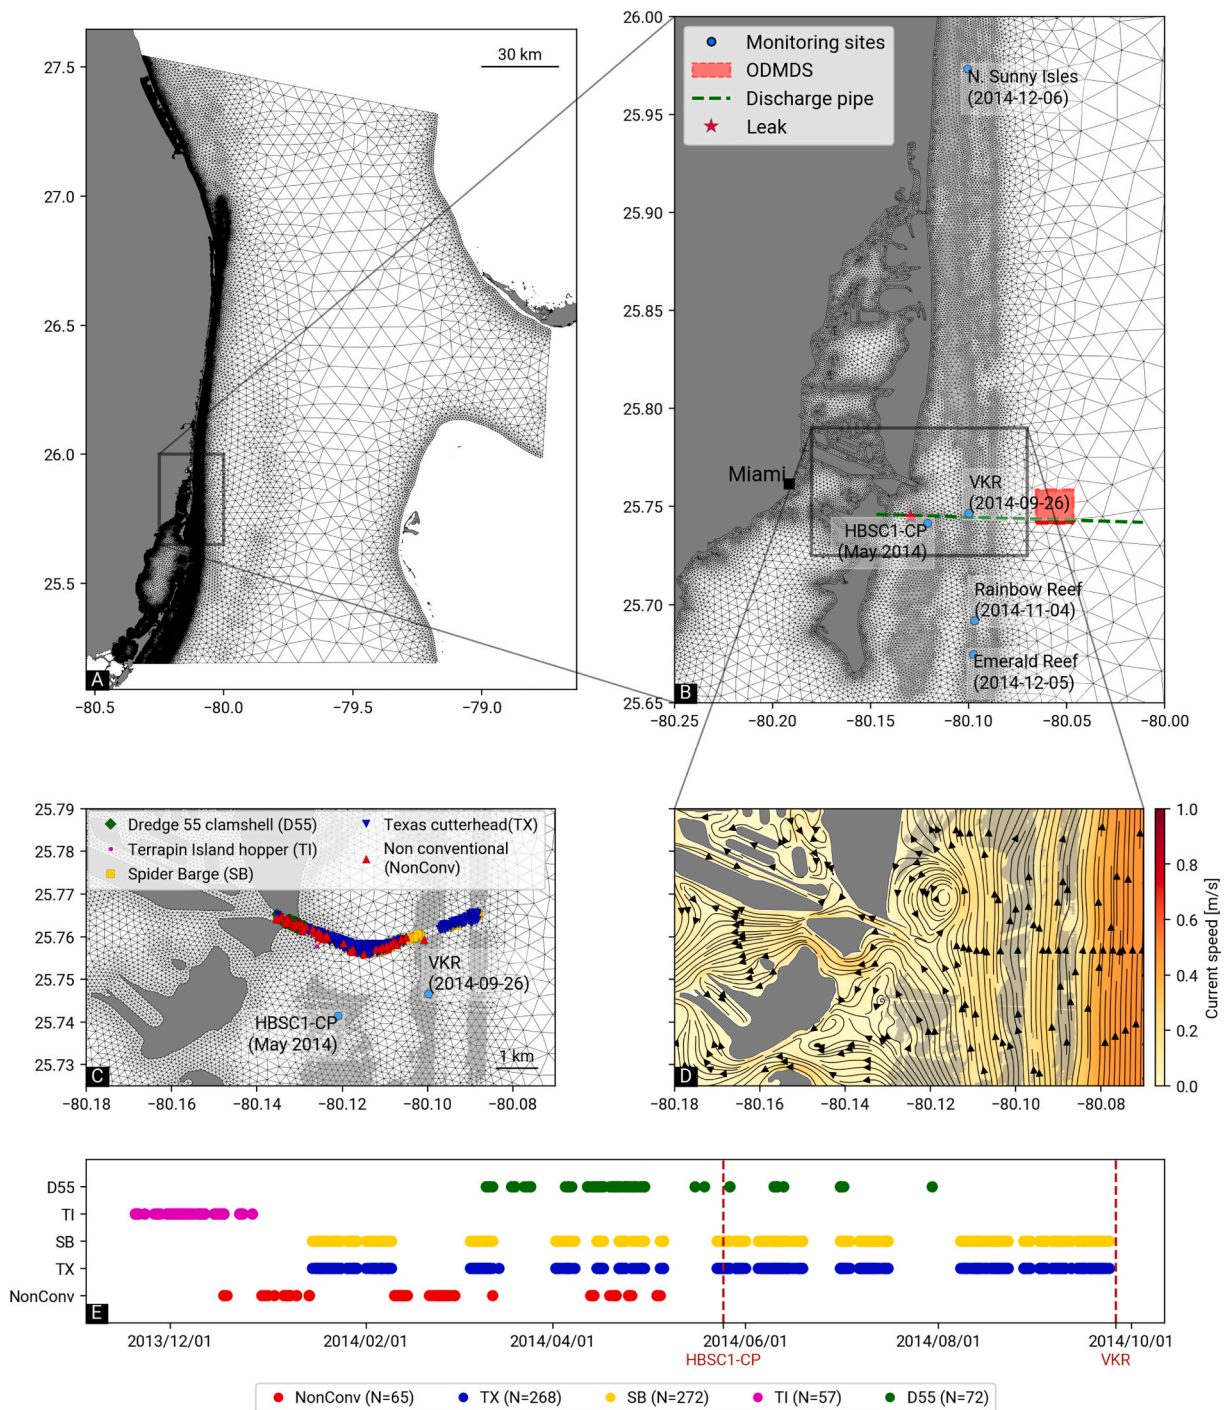 30 km
27.5
27.0
26.5
26.0
25.5
A
−80.5
−80.0
−79.5
−79.0
26.00
25.95
25.90
25.85
25.80
25.75
25.70
25.65
Monitoring sites
ODMDS
Discharge pipe
Leak
N. Sunny Isles
(2014-12-06)
Miami
VKR
(2014-09-26)
HBSC1-CP
(May 2014)
Rainbow Reef
(2014-11-04)
Emerald Reef
(2014-12-05)
B
−80.25
−80.20
−80.15
−80.10
−80.05
−80.00
25.79
25.78
25.77
25.76
25.75
25.74
25.73
Dredge 55 clamshell (D55)
Terrapin Island hopper (TI)
Spider Barge (SB)
Texas cutterhead(TX)
Non conventional
(NonConv)
VKR
(2014-09-26)
HBSC1-CP
(May 2014)
1 km
C
−80.18
−80.16
−80.14
−80.12
−80.10
−80.08
D
−80.18
−80.16
−80.14
−80.12
−80.10
−80.08
1.0
0.8
0.6
0.4
0.2
0.0
Current speed [m/s]
D55
TI
SB
TX
NonConv
E
2013/12/01
2014/02/01
2014/04/01
2014/06/01
2014/08/01
2014/10/01
HBSC1-CP
VKR
NonConv (N=65)
TX (N=268)
SB (N=272)
TI (N=57)
D55 (N=72)